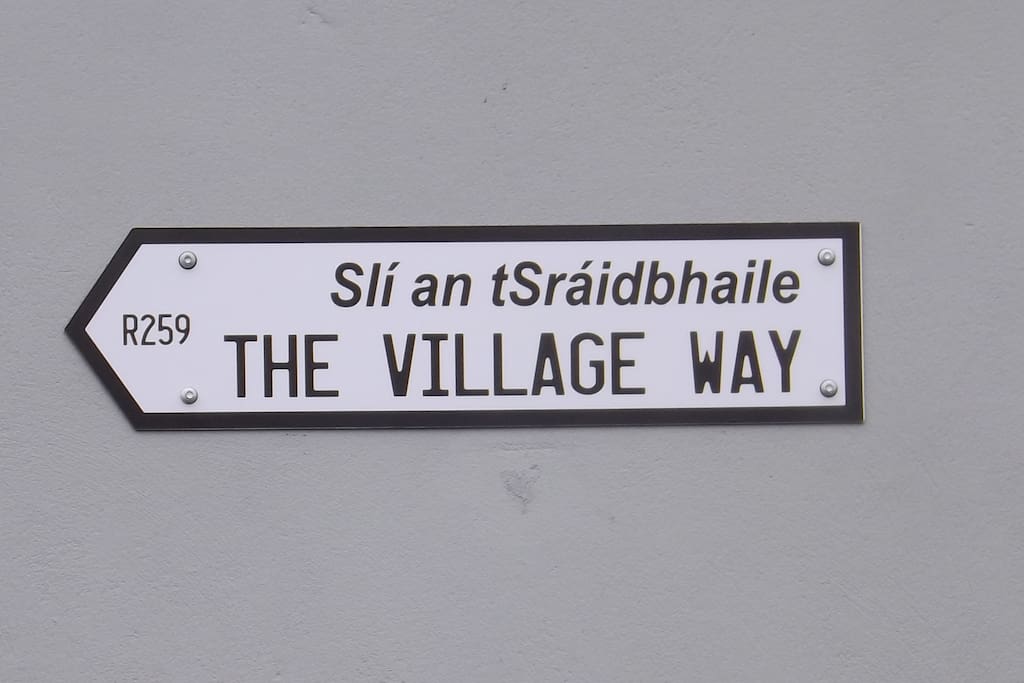 Slí an tSráidbhaile
R259
THE VILLAGE WAY